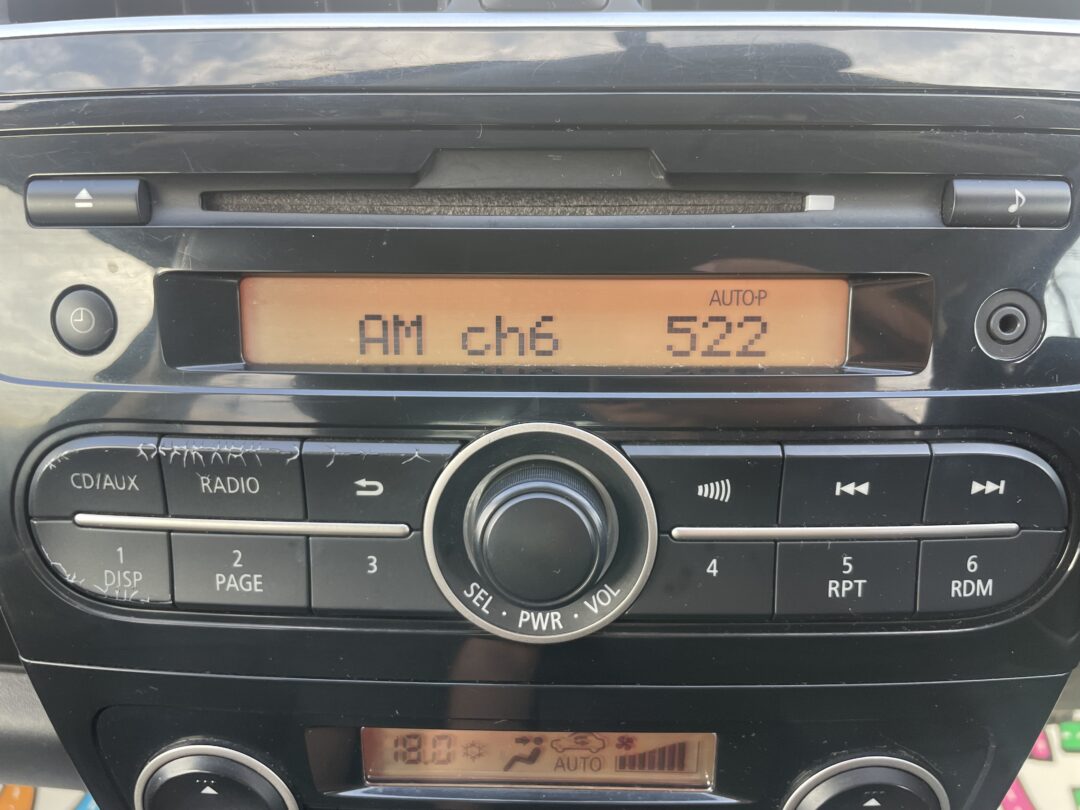 AUTO·P
AM ch6 522
CD/AUX
RADIO
1
DISP
2
PAGE
3
SEL · PWR · VOL
4
5
RPT
6
RDM
18.0
AUTO